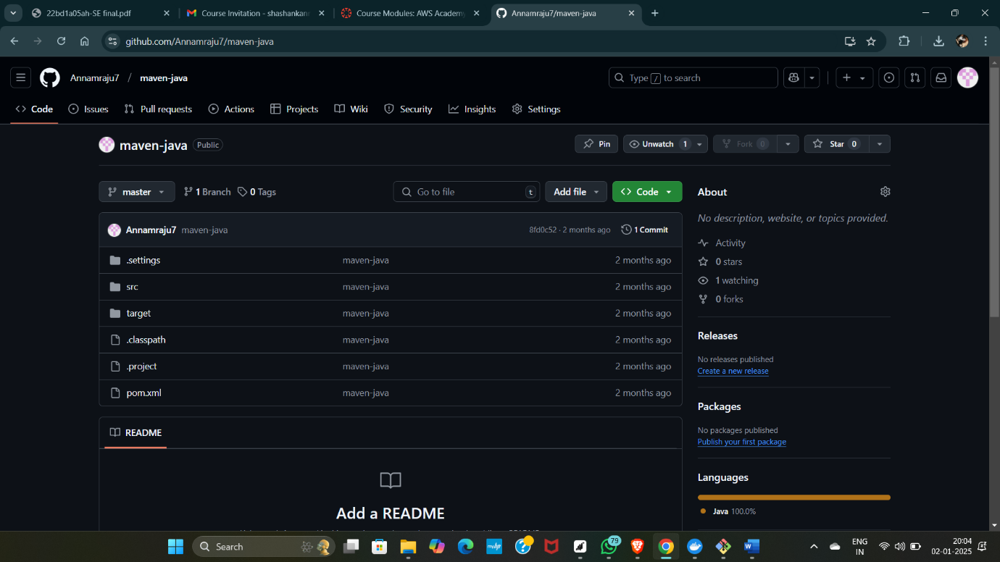 22bd1a05ah-SE final.pdf
Course Invitation - shashankann
Course Modules: AWS Academy
Annamraju7/maven-java
github.com/Annamraju7/maven-java
Annamraju7 / maven-java
Type / to search
Code
Issues
Pull requests
Actions
Projects
Wiki
Security
Insights
Settings
maven-java Public
Pin
Unwatch 1
Fork 0
Star 0
master
1 Branch
0 Tags
Go to file t
Add file
Code
Annamraju7 maven-java 8fd0c52 · 2 months ago 1 Commit
.settings maven-java 2 months ago
src maven-java 2 months ago
target maven-java 2 months ago
.classpath maven-java 2 months ago
.project maven-java 2 months ago
pom.xml maven-java 2 months ago
README
Add a README
About
No description, website, or topics provided.
Activity
0 stars
1 watching
0 forks
Releases
No releases published
Create a new release
Packages
No packages published
Publish your first package
Languages
Java 100.0%
Search
myhp
79
ENG
IN
20:04
02-01-2025